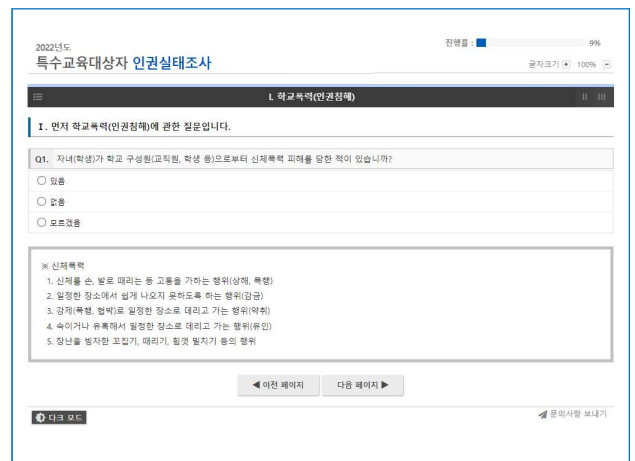 2022년도
특수교육대상자 인권실태조사
진행률 : 9%
글자크기 + 100% -
I. 학교폭력(인권침해)
II III
I. 먼저 학교폭력(인권침해)에 관한 질문입니다.
Q1. 자녀(학생)가 학교 구성원(교직원, 학생 등)으로부터 신체폭력 피해를 당한 적이 있습니까?
있음
없음
모르겠음
※ 신체폭력
1. 신체를 손, 발로 때리는 등 고통을 가하는 행위(상해, 폭행)
2. 일정한 장소에서 쉽게 나오지 못하도록 하는 행위(감금)
3. 강제(폭행, 협박)로 일정한 장소로 데리고 가는 행위(약취)
4. 속이거나 유혹해서 일정한 장소로 데리고 가는 행위(유인)
5. 장난을 빙자한 꼬집기, 때리기, 힘껏 밀치기 등의 행위
◀ 이전 페이지 다음 페이지 ▶
다크 모드
문의사항 보내기